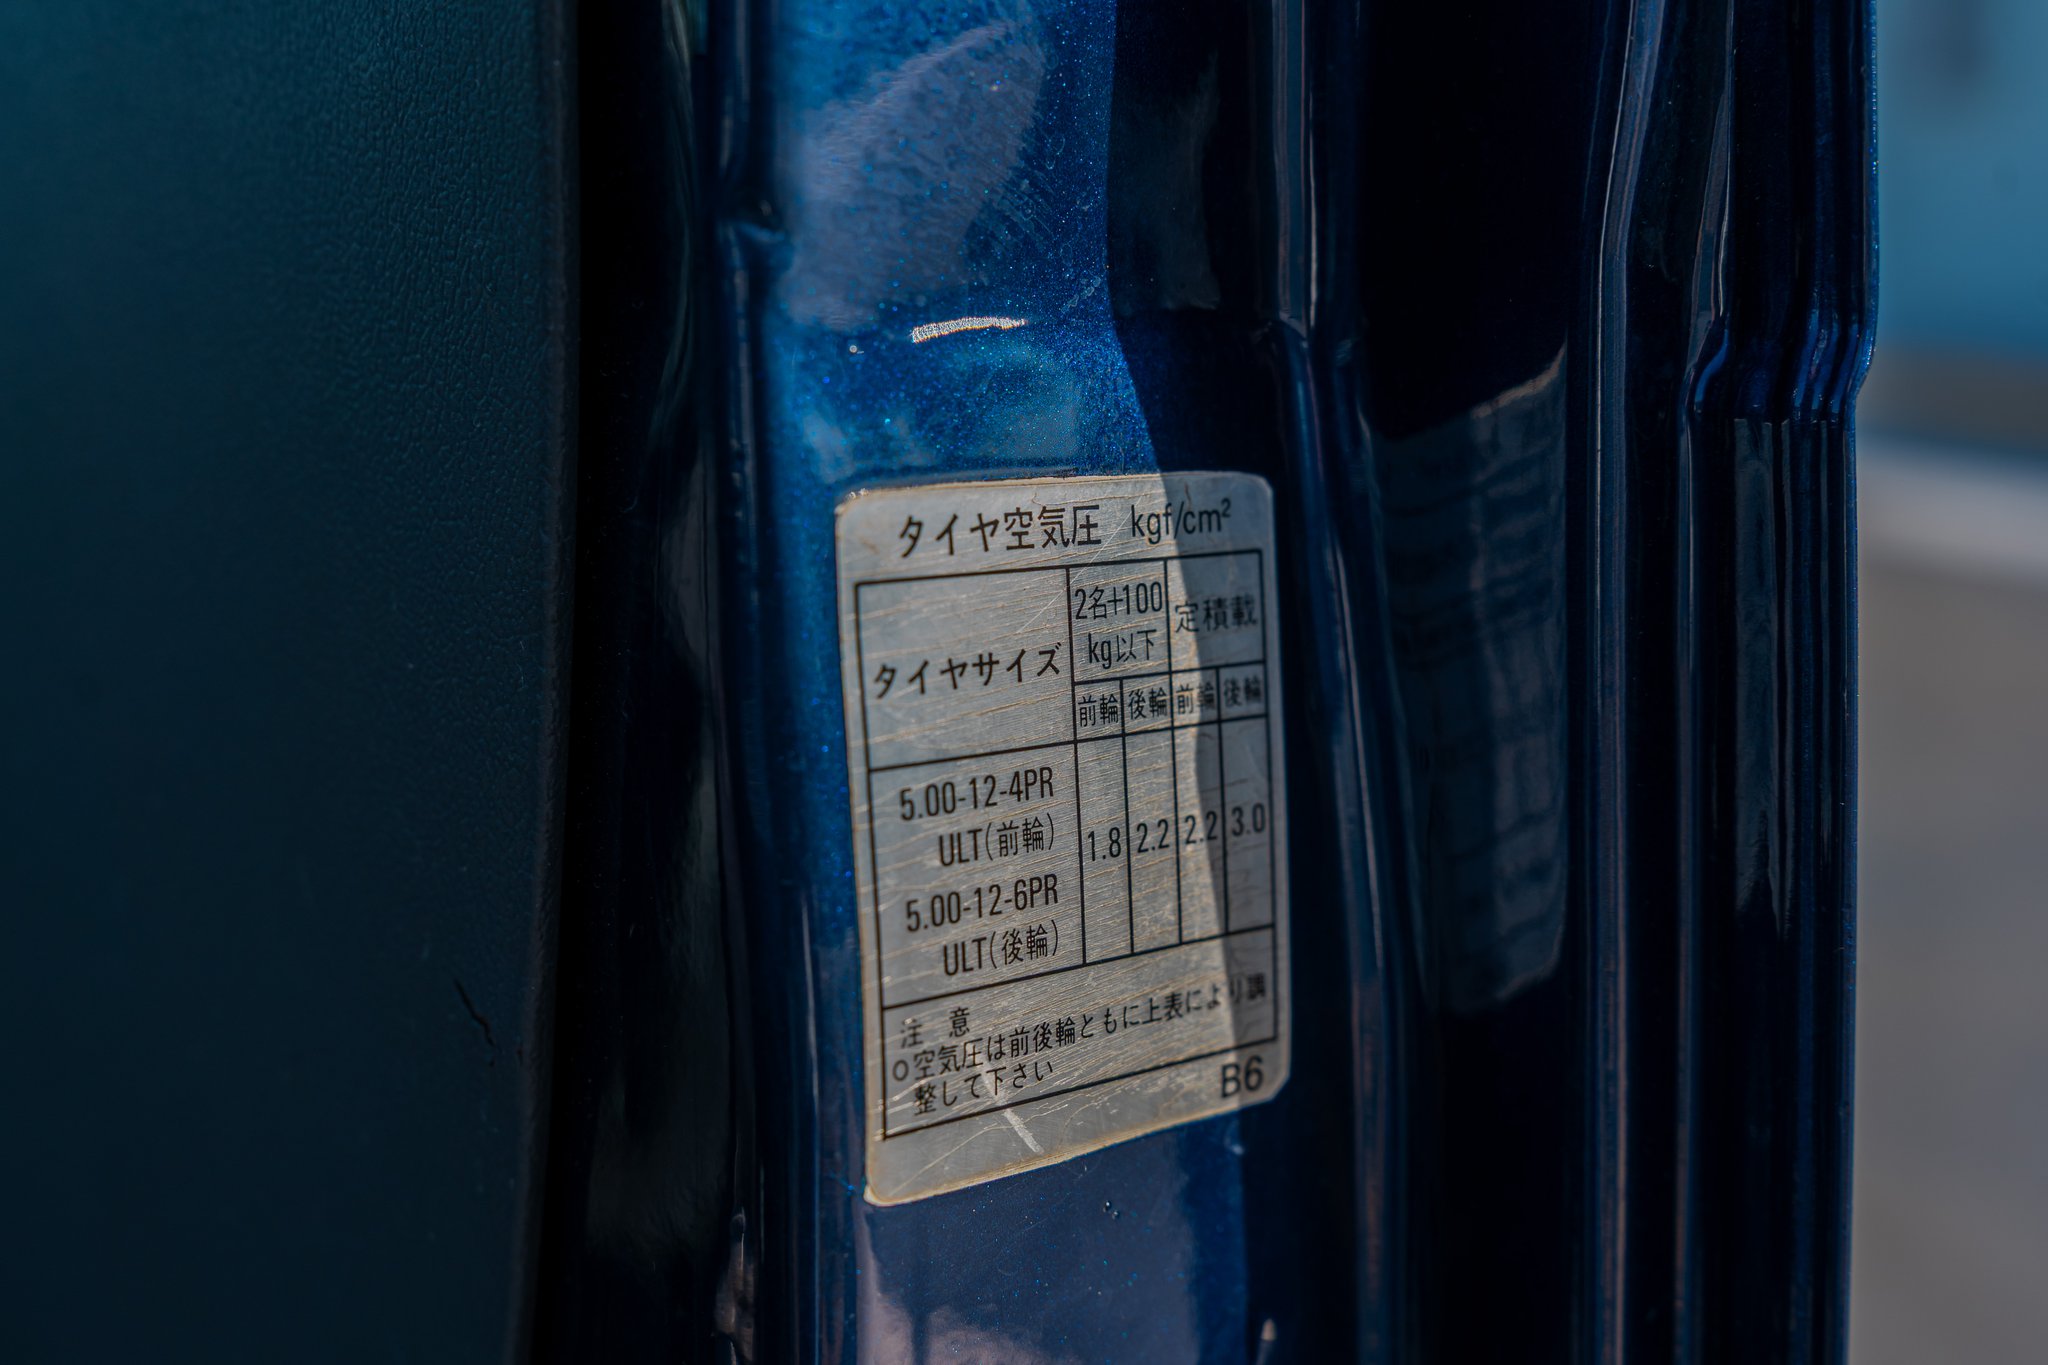 タイヤ空気圧 kgf/cm²
タイヤサイズ
2名+100
kg以下
定積載
前輪 後輪 前輪 後輪
5.00-12-4PR
ULT(前輪)
5.00-12-6PR
ULT(後輪)
1.8 2.2 2.2 3.0
注 意
○空気圧は前後輪ともに上表により調
整して下さい
B6